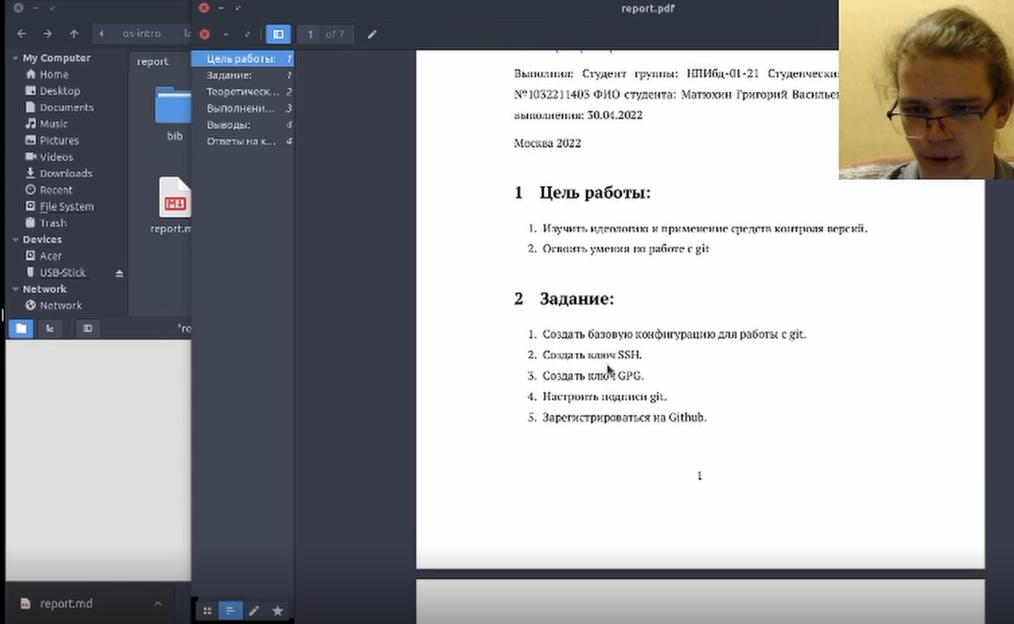 report.pdf
os-intro
1 of 7
My Computer
Home
Desktop
Documents
Music
Pictures
Videos
Downloads
Recent
File System
Trash
Devices
Acer
USB-Stick
Network
Network
report
bib
report.m
Цель работы: 1
Задание: 1
Теоретическ... 2
Выполнени... 3
Выводы: 4
Ответы на к... 4
Выполнил: Студент группы: НПИбд-01-21 Студенчески
№1032211403 ФИО студента: Матюхин Григорий Василье
выполнения: 30.04.2022
Москва 2022
1 Цель работы:
1. Изучить идеологию и применение средств контроля версий.
2. Освоить умения по работе с git
2 Задание:
1. Создать базовую конфигурацию для работы с git.
2. Создать ключ SSH.
3. Создать ключ GPG.
4. Настроить подписи git.
5. Зарегистрироваться на Github.
1
"re
report.md